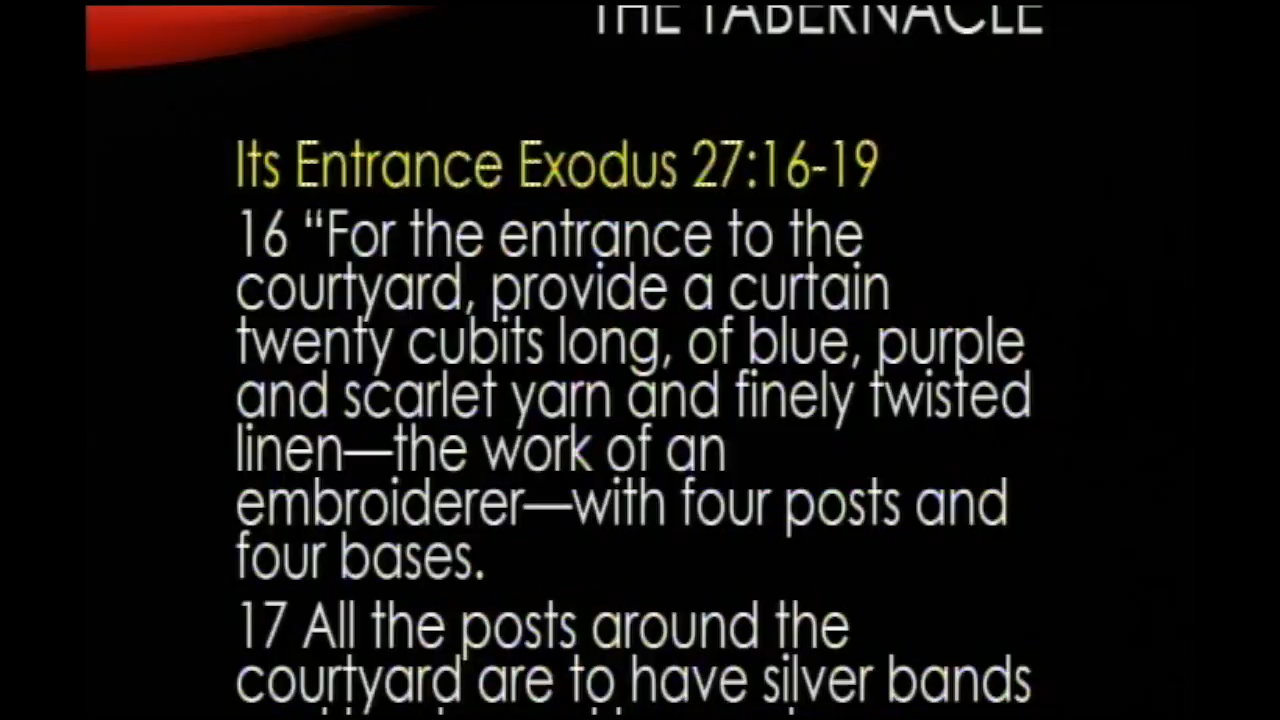 THE TABERNACLE
Its Entrance Exodus 27:16-19
16 “For the entrance to the
courtyard, provide a curtain
twenty cubits long, of blue, purple
and scarlet yarn and finely twisted
linen—the work of an
embroiderer—with four posts and
four bases.
17 All the posts around the
courtyard are to have silver bands